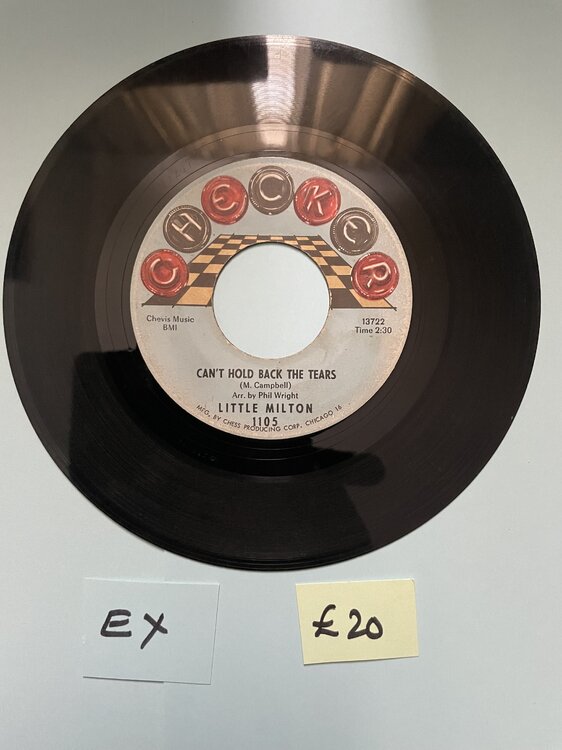 CHECKER
Chevis Music
BMI
13722
Time 2:30
CAN'T HOLD BACK THE TEARS
(M. Campbell)
Arr. by Phil Wright
LITTLE MILTON
1105
MFG. BY CHESS PRODUCING CORP. CHICAGO 16
EX
£20